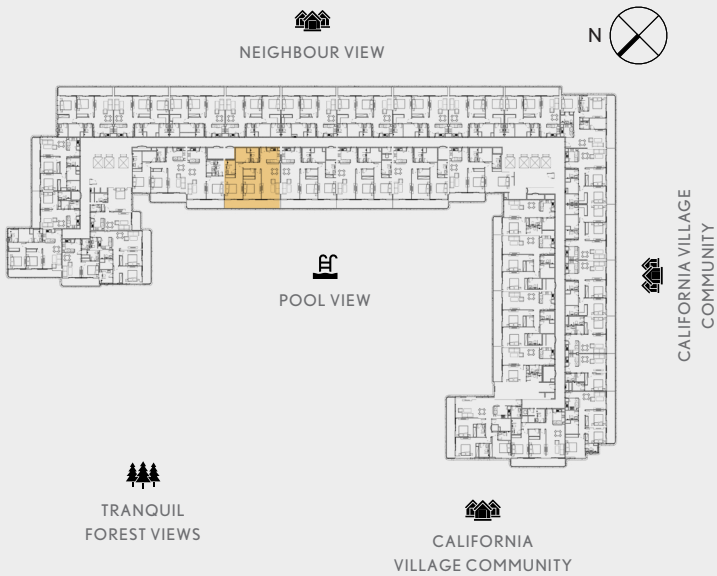 NEIGHBOUR VIEW
N
POOL VIEW
CALIFORNIA VILLAGE
COMMUNITY
TRANQUIL
FOREST VIEWS
CALIFORNIA
VILLAGE COMMUNITY